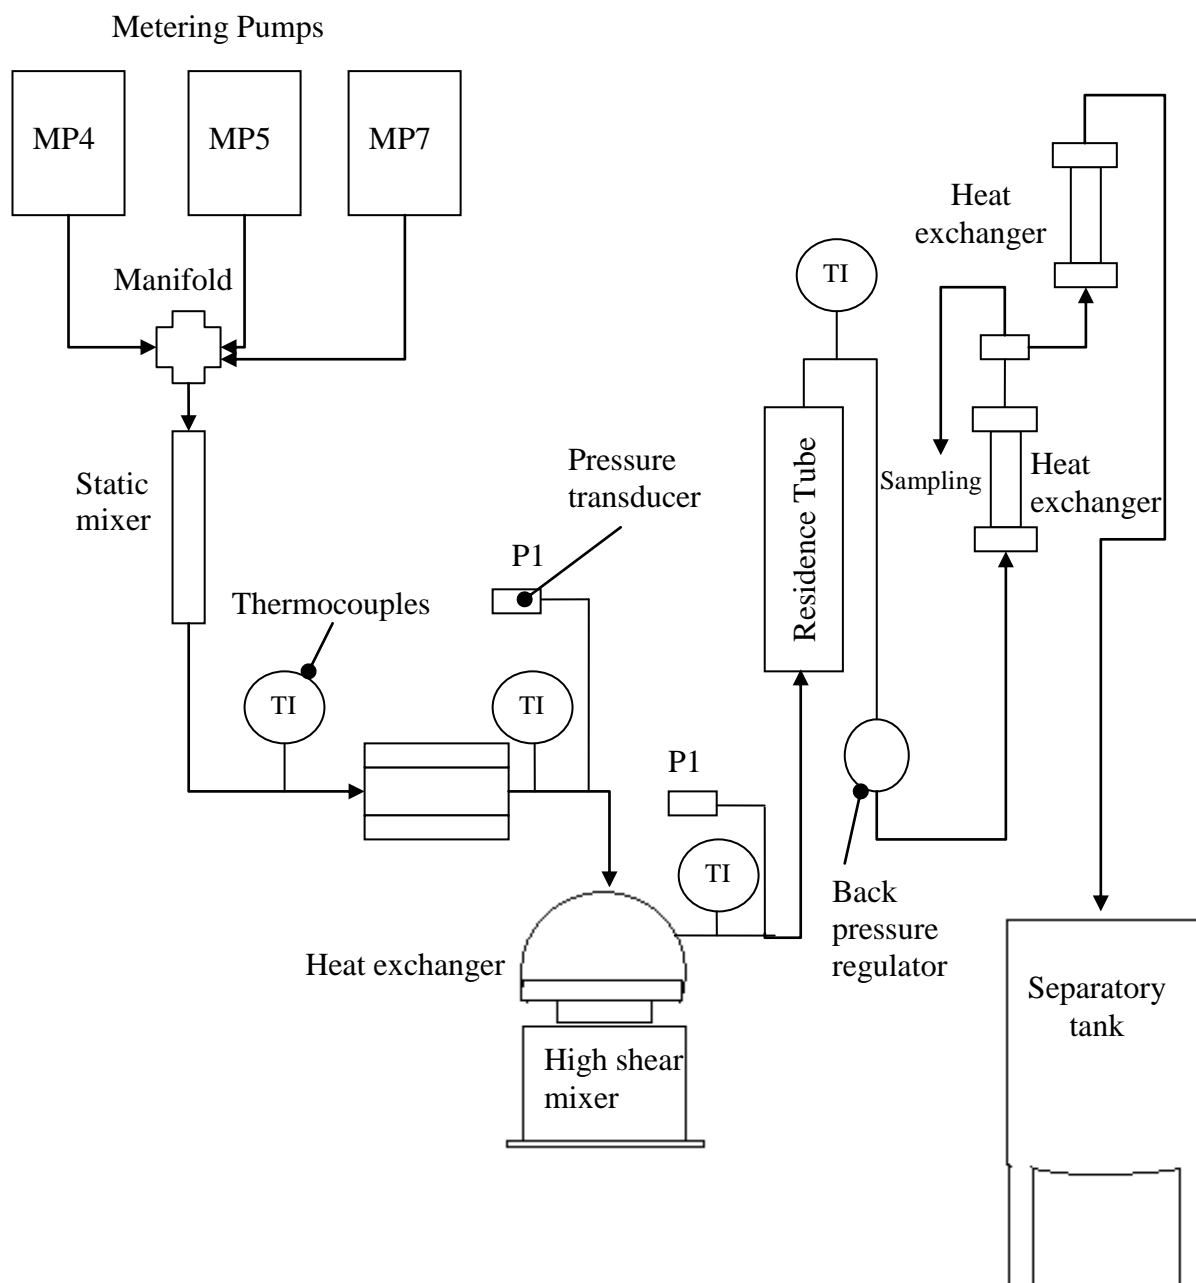 Metering Pumps
MP4
MP5
MP7
Manifold
Heat
exchanger
TI
Static
mixer
Pressure
transducer
Residence Tube
Sampling
Heat
exchanger
P1
Thermocouples
TI
TI
P1
TI
Back
pressure
regulator
Heat exchanger
High shear
mixer
Separatory
tank